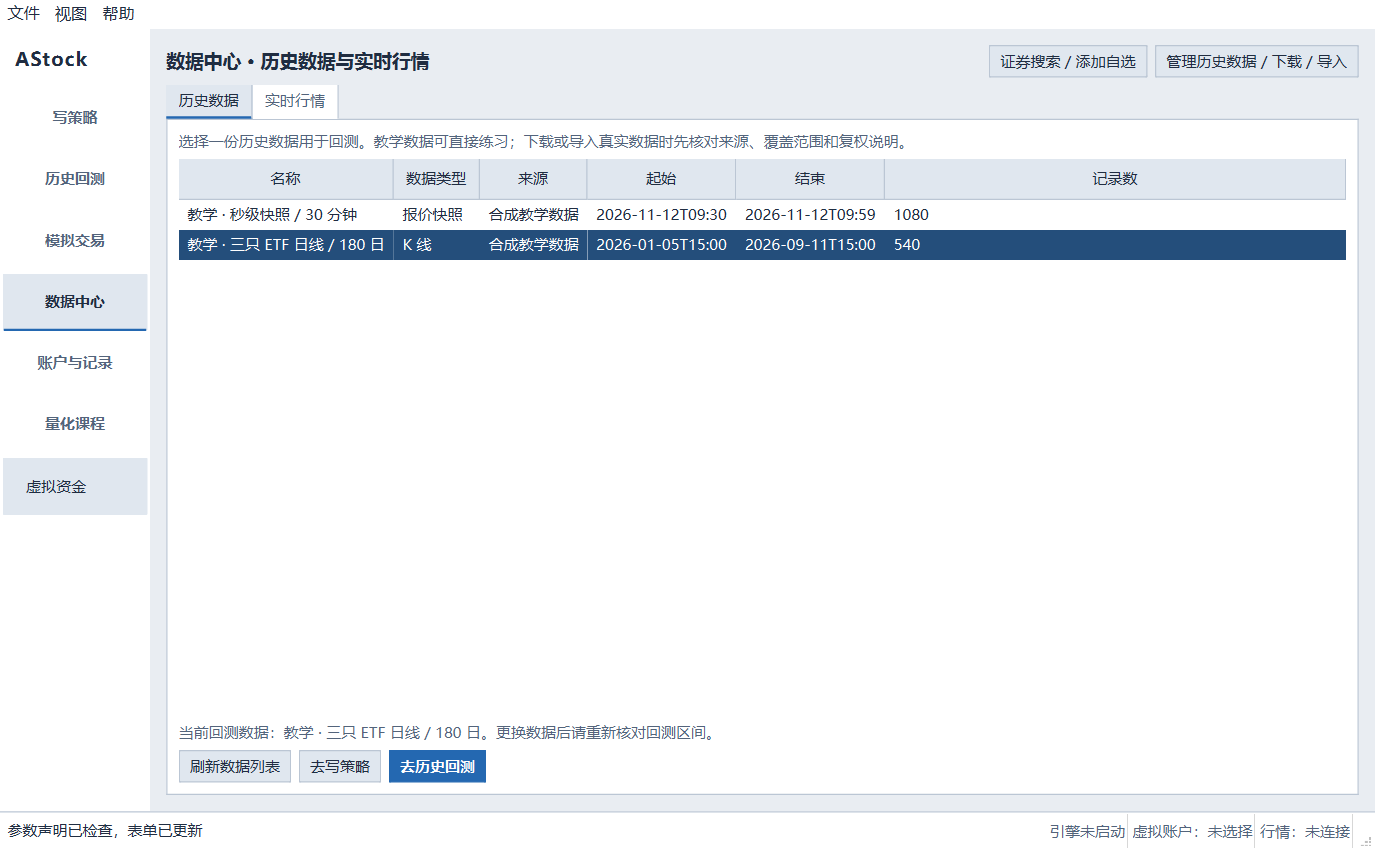 文件 视图 帮助
AStock
数据中心 · 历史数据与实时行情
证券搜索 / 添加自选
管理历史数据 / 下载 / 导入
写策略
历史回测
模拟交易
数据中心
账户与记录
量化课程
虚拟资金
历史数据 实时行情
选择一份历史数据用于回测。教学数据可直接练习；下载或导入真实数据时先核对来源、覆盖范围和复权说明。
名称 数据类型 来源 起始 结束 记录数
教学 · 秒级快照 / 30 分钟 报价快照 合成教学数据 2026-11-12T09:30 2026-11-12T09:59 1080
教学 · 三只 ETF 日线 / 180 日 K 线 合成教学数据 2026-01-05T15:00 2026-09-11T15:00 540
当前回测数据：教学 · 三只 ETF 日线 / 180 日。更换数据后请重新核对回测区间。
刷新数据列表 去写策略 去历史回测
参数声明已检查，表单已更新
引擎未启动 虚拟账户：未选择 行情：未连接